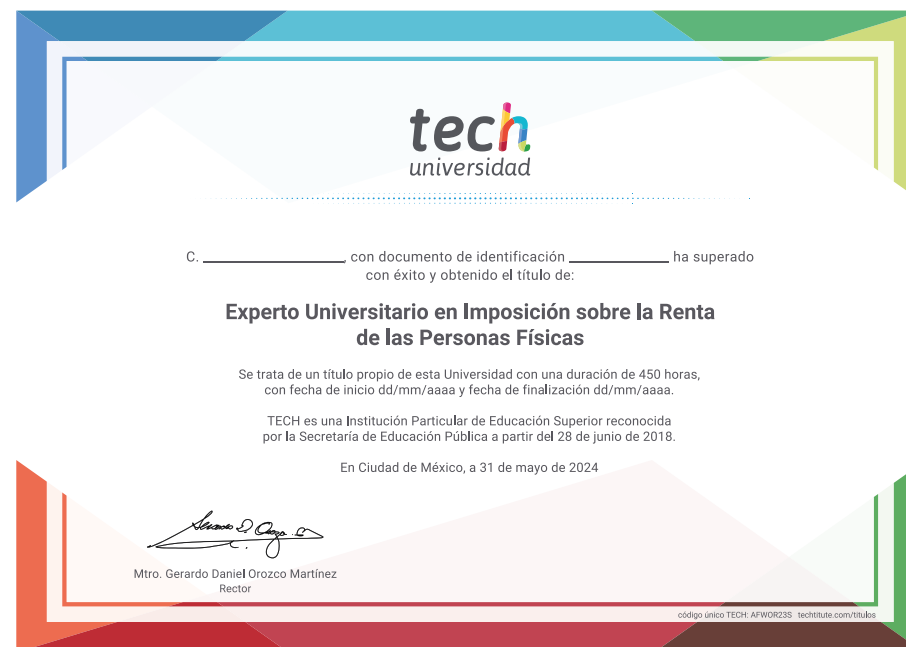 tech
universidad
C. ____________, con documento de identificación ____________ ha superado
con éxito y obtenido el título de:
Experto Universitario en Imposición sobre la Renta
de las Personas Físicas
Se trata de un título propio de esta Universidad con una duración de 450 horas,
con fecha de inicio dd/mm/aaaa y fecha de finalización dd/mm/aaaa.
TECH es una Institución Particular de Educación Superior reconocida
por la Secretaría de Educación Pública a partir del 28 de junio de 2018.
En Ciudad de México, a 31 de mayo de 2024
Mtro. Gerardo Daniel Orozco Martínez
Rector
código único TECH: AFWOR23S techtitute.com/titulos